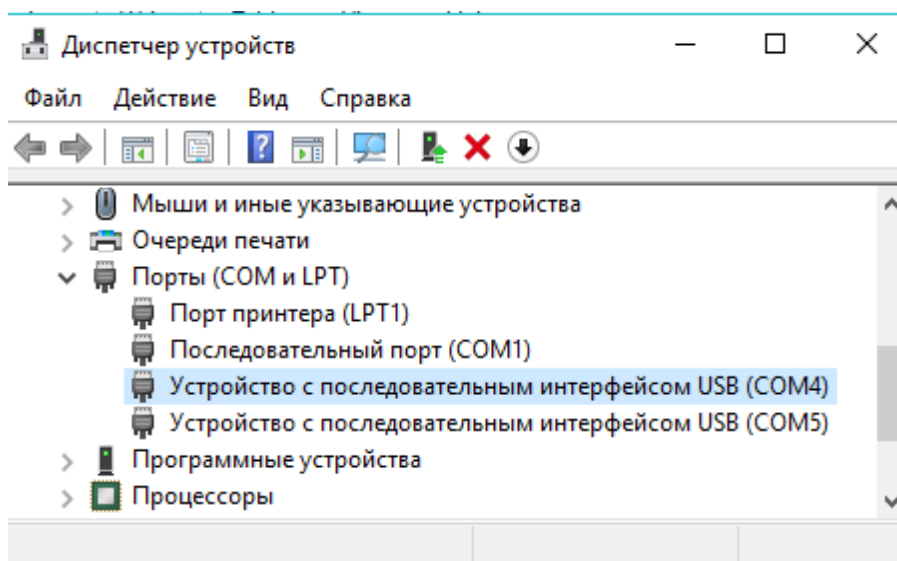 Диспетчер устройств
Файл Действие Вид Справка
Мыши и иные указывающие устройства
Очереди печати
Порты (COM и LPT)
Порт принтера (LPT1)
Последовательный порт (COM1)
Устройство с последовательным интерфейсом USB (COM4)
Устройство с последовательным интерфейсом USB (COM5)
Программные устройства
Процессоры